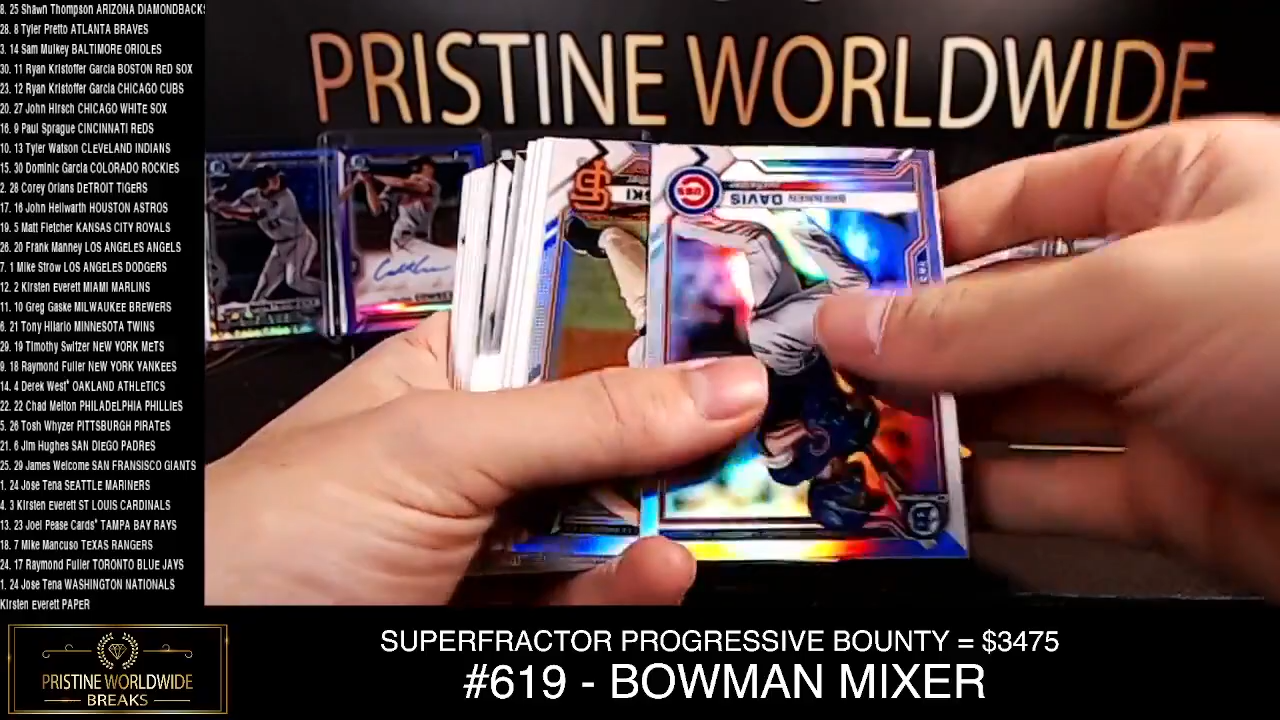 8. 25 Shawn Thompson ARIZONA DIAMONDBACKS
28. 8 Tyler Pretto ATLANTA BRAVES
3. 14 Sam Mulkey BALTIMORE ORIOLES
30. 11 Ryan Kristoffer Garcia BOSTON RED SOX
23. 12 Ryan Kristoffer Garcia CHICAGO CUBS
20. 27 John Hirsch CHICAGO WHITE SOX
16. 9 Paul Sprague CINCINNATI REDS
10. 13 Tyler Watson CLEVELAND INDIANS
15. 30 Dominic Garcia COLORADO ROCKIES
2. 28 Corey Orians DETROIT TIGERS
17. 16 John Hellwarth HOUSTON ASTROS
19. 5 Matt Fletcher KANSAS CITY ROYALS
26. 20 Frank Manney LOS ANGELES ANGELS
7. 1 Mike Strow LOS ANGELES DODGERS
12. 2 Kirsten Everett MIAMI MARLINS
11. 10 Greg Gaske MILWAUKEE BREWERS
6. 21 Tony Hilario MINNESOTA TWINS
29. 19 Timothy Switzer NEW YORK METS
9. 18 Raymond Fuller NEW YORK YANKEES
14. 4 Derek West* OAKLAND ATHLETICS
22. 22 Chad Melton PHILADELPHIA PHILLIES
5. 26 Tosh Whyzer PITTSBURGH PIRATES
21. 6 Jim Hughes SAN DIEGO PADRES
25. 29 James Welcome SAN FRANSISCO GIANTS
1. 24 Jose Tena SEATTLE MARINERS
4. 3 Kirsten Everett ST LOUIS CARDINALS
13. 23 Joel Pease Cards* TAMPA BAY RAYS
18. 7 Mike Mancuso TEXAS RANGERS
24. 17 Raymond Fuller TORONTO BLUE JAYS
1. 24 Jose Tena WASHINGTON NATIONALS
Kirsten Everett PAPER
PRISTINE WORLDWIDE
CUBS
DAVIS
SKI
PRISTINE WORLDWIDE
BREAKS
SUPERFRACTOR PROGRESSIVE BOUNTY = $3475
#619 - BOWMAN MIXER